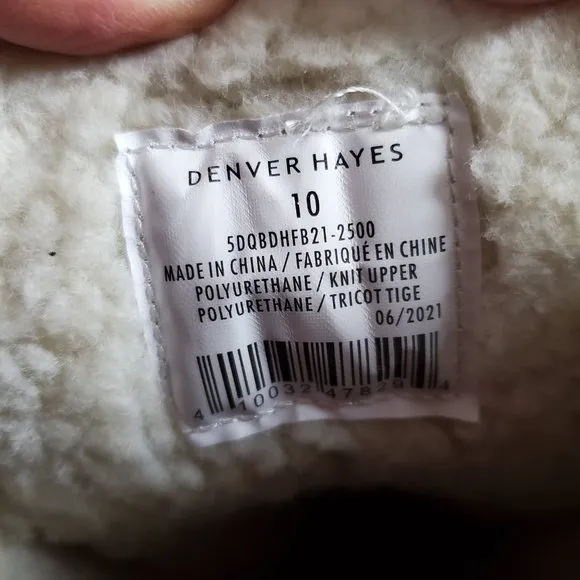 DENVER HAYES
10
5DQBDHFB21-2500
MADE IN CHINA / FABRIQUÉ EN CHINE
POLYURETHANE / KNIT UPPER
POLYURETHANE / TRICOT TIGE
06/2021